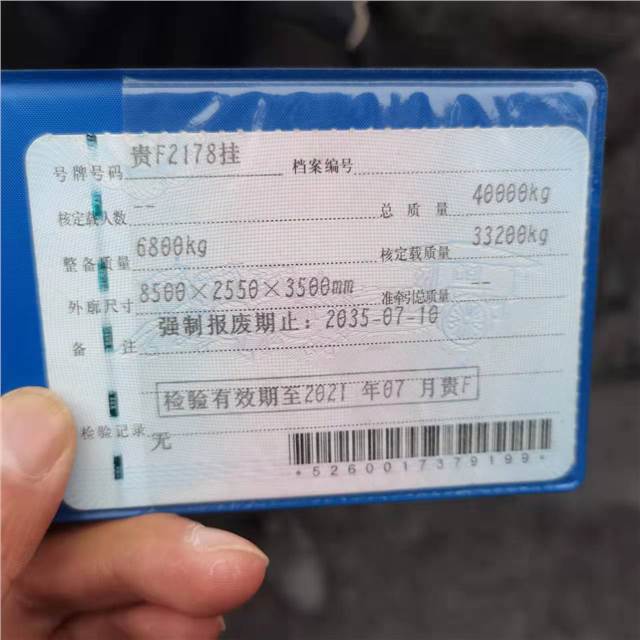 号牌号码 贵F2178挂 档案编号
核定载人数 -- 总质量 40000kg
整备质量 6800kg 核定载质量 33200kg
外廓尺寸 8500×2550×3500mm 准牵引总质量 --
备注 强制报废期止：2035-07-10
检验有效期至2021 年07 月贵F
检验记录 无
*5260017379199*